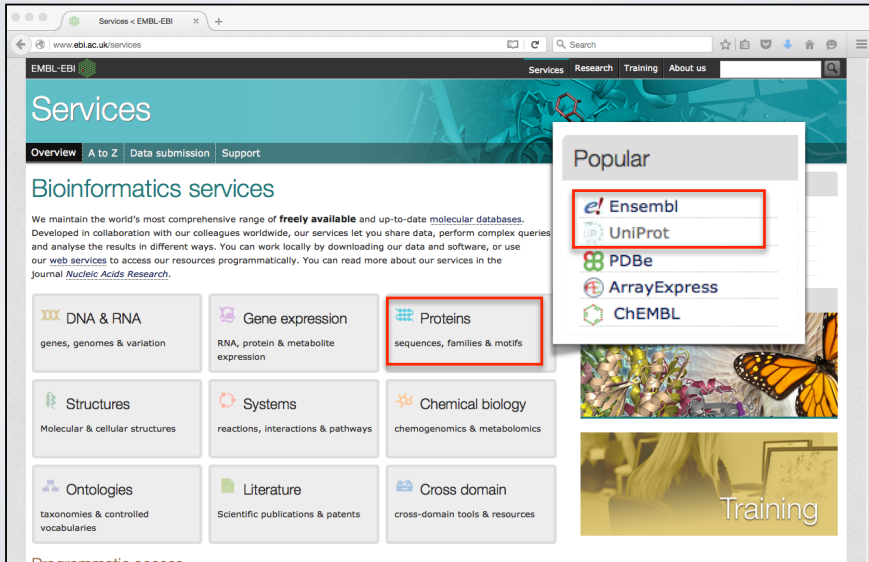 Services < EMBL-EBI
www.ebi.ac.uk/services
Search
EMBL-EBI
Services Research Training About us
Services
Overview A to Z Data submission Support
Popular
Ensembl
UniProt
PDBe
ArrayExpress
ChEMBL
Bioinformatics services
We maintain the world's most comprehensive range of freely available and up-to-date molecular databases.
Developed in collaboration with our colleagues worldwide, our services let you share data, perform complex queries
and analyse the results in different ways. You can work locally by downloading our data and software, or use
our web services to access our resources programmatically. You can read more about our services in the
journal Nucleic Acids Research.
DNA & RNA
genes, genomes & variation
Gene expression
RNA, protein & metabolite
expression
Proteins
sequences, families & motifs
Structures
Molecular & cellular structures
Systems
reactions, interactions & pathways
Chemical biology
chemogenomics & metabolomics
Ontologies
taxonomies & controlled
vocabularies
Literature
Scientific publications & patents
Cross domain
cross-domain tools & resources
Training